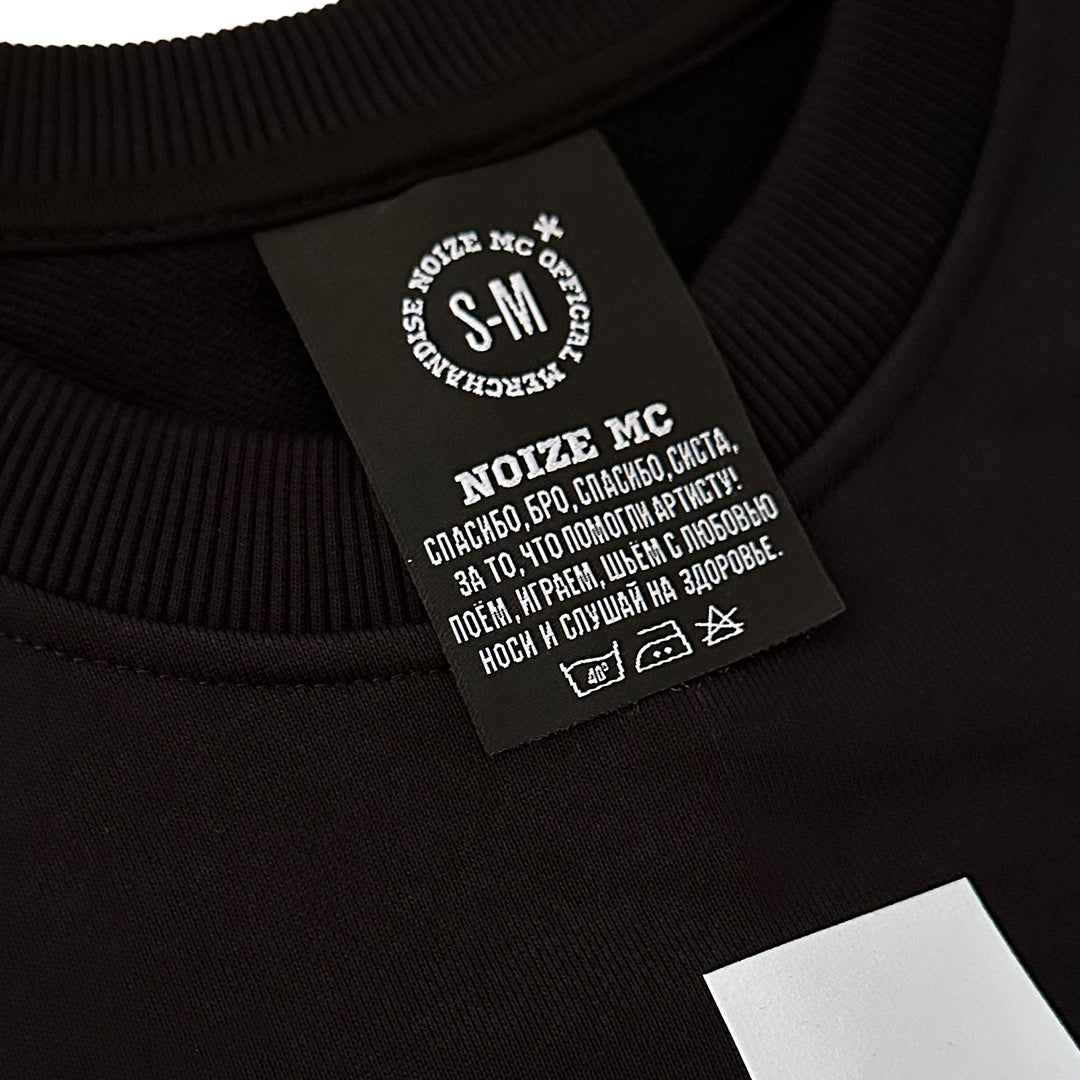 NOIZE MC OFFICIAL MERCHANDISE
S-M
NOIZE MC
СПАСИБО, БРО, СПАСИБО, СИСТА,
ЗА ТО, ЧТО ПОМОГЛИ АРТИСТУ!
ПОЁМ, ИГРАЕМ, ШЬЁМ С ЛЮБОВЬЮ
НОСИ И СЛУШАЙ НА ЗДОРОВЬЕ.
40°